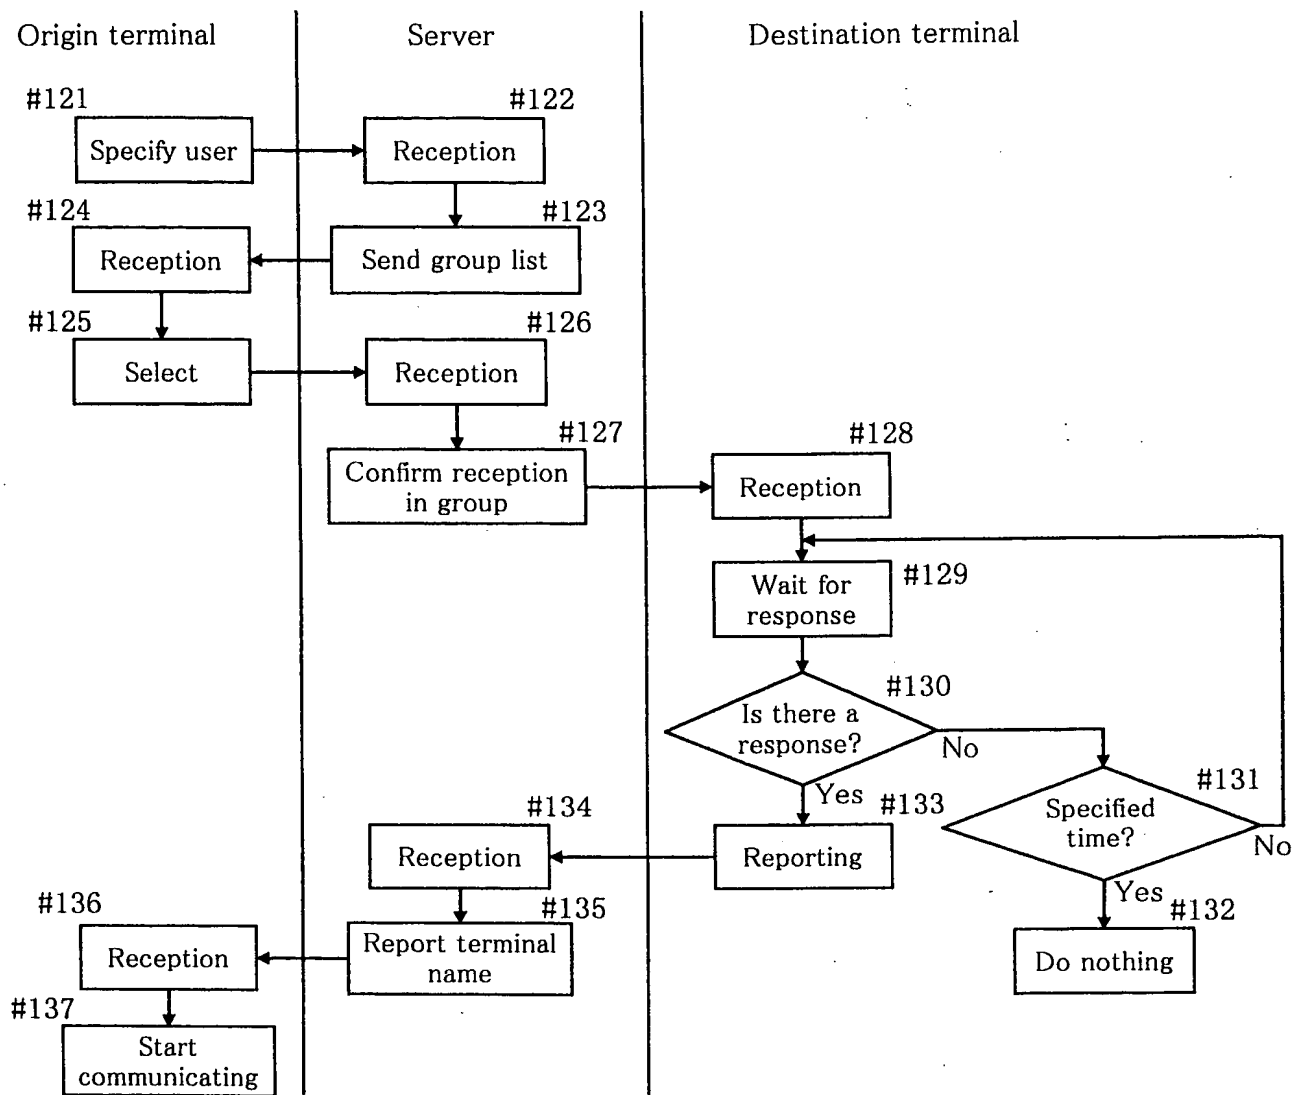 Origin terminal
Server
Destination terminal
#121
#122
Specify user
Reception
#124
#123
Reception
Send group list
#125
#126
Select
Reception
#127
#128
Confirm reception
in group
Reception
Wait for
response
#129
#130
Is there a
response?
No
#131
Specified
time?
No
Yes
#133
#134
Reception
Reporting
Yes
#132
Do nothing
#136
#135
Reception
Report terminal
name
#137
Start
communicating